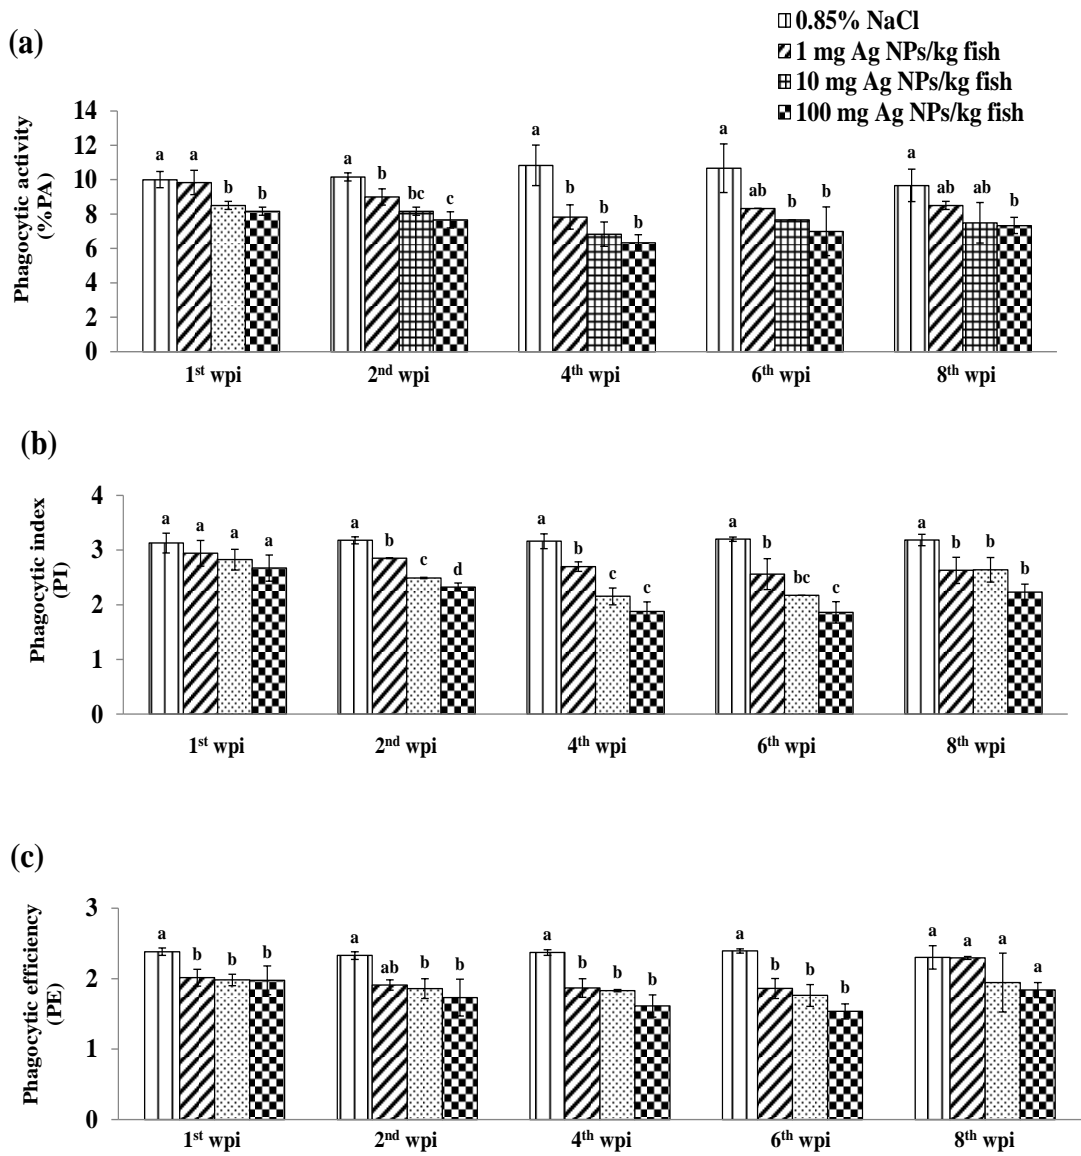 (a)
0.85% NaCl
1 mg Ag NPs/kg fish
10 mg Ag NPs/kg fish
100 mg Ag NPs/kg fish
Phagocytic activity
(%PA)
14
12
10
8
6
4
2
0
a a b b
a b bc c
a b b b
a ab b b
a ab ab b
1st wpi 2nd wpi 4th wpi 6th wpi 8th wpi
(b)
Phagocytic index
(PI)
4
3
2
1
0
a a a a
a b c d
a b c c
a b bc c
a b b b
1st wpi 2nd wpi 4th wpi 6th wpi 8th wpi
(c)
Phagocytic efficiency
(PE)
3
2
1
0
a b b b
a ab b b
a b b b
a b b b
a a a a
1st wpi 2nd wpi 4th wpi 6th wpi 8th wpi